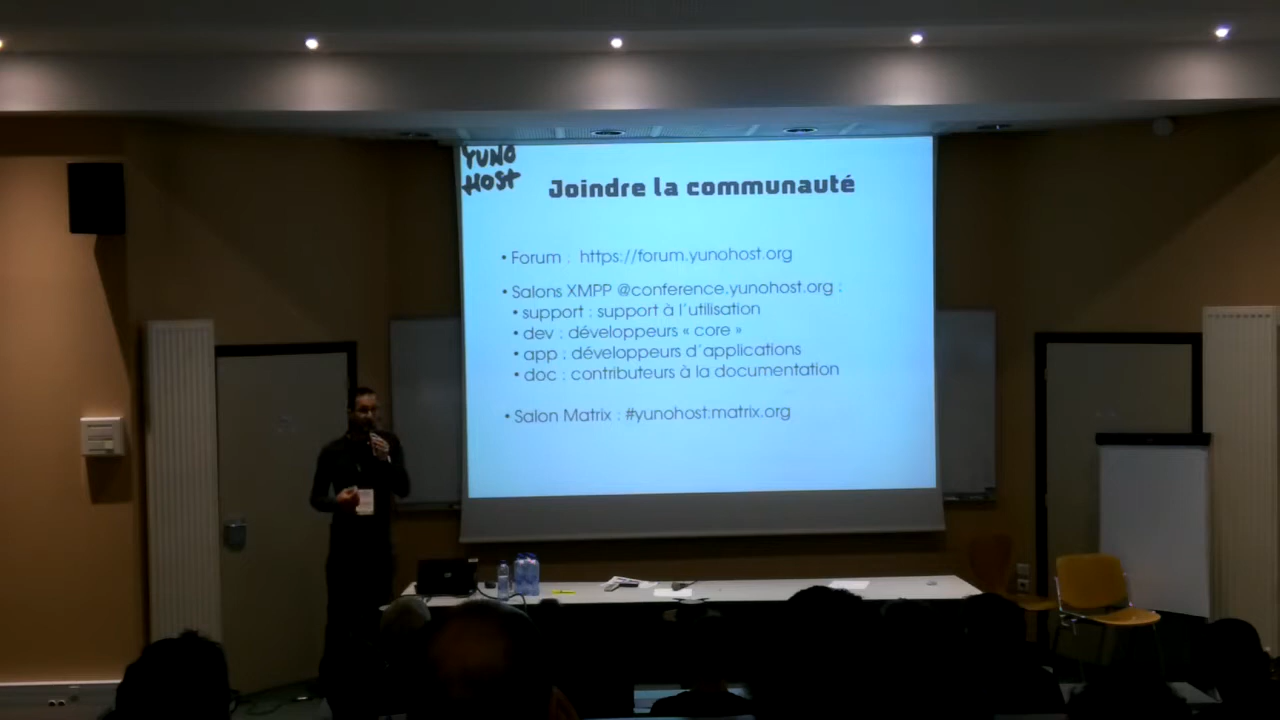 YUNO
HOST
Joindre la communauté
• Forum : https://forum.yunohost.org
• Salons XMPP @conference.yunohost.org :
• support : support à l'utilisation
• dev : développeurs « core »
• app : développeurs d'applications
• doc : contributeurs à la documentation
• Salon Matrix : #yunohost:matrix.org